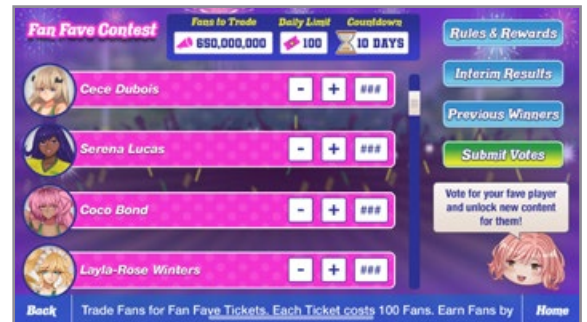 Fan Fave Contest
Fans to Trade Daily Limit Countdown
650,000,000 100 10 DAYS
Rules & Rewards
Interim Results
Previous Winners
Submit Votes
Cece Dubois - + ###
Serena Lucas - + ###
Coco Bond - + ###
Layla-Rose Winters - + ###
Vote for your fave player
and unlock new content
for them!
Back Trade Fans for Fan Fave Tickets. Each Ticket costs 100 Fans. Earn Fans by Home